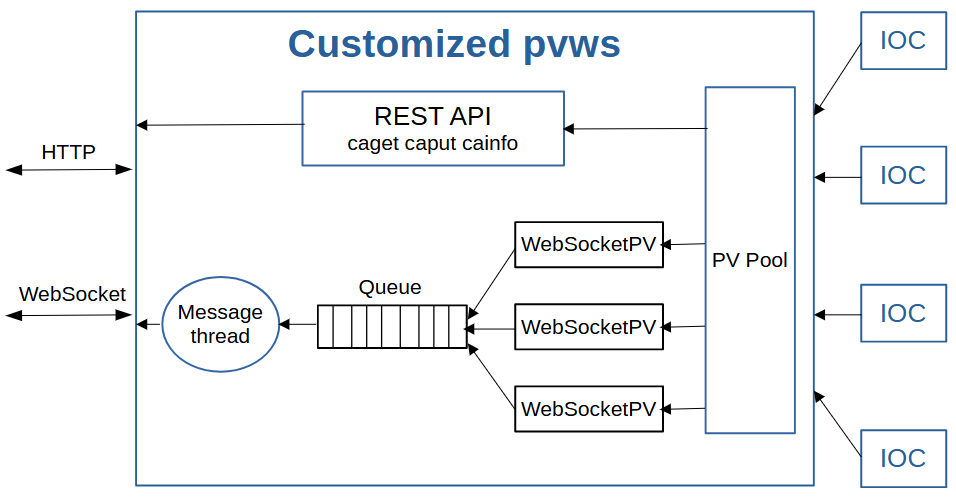 Customized pvws
IOC
REST API
caget caput cainfo
HTTP
IOC
WebSocketPV
PV Pool
WebSocket
Queue
Message
thread
WebSocketPV
IOC
WebSocketPV
IOC